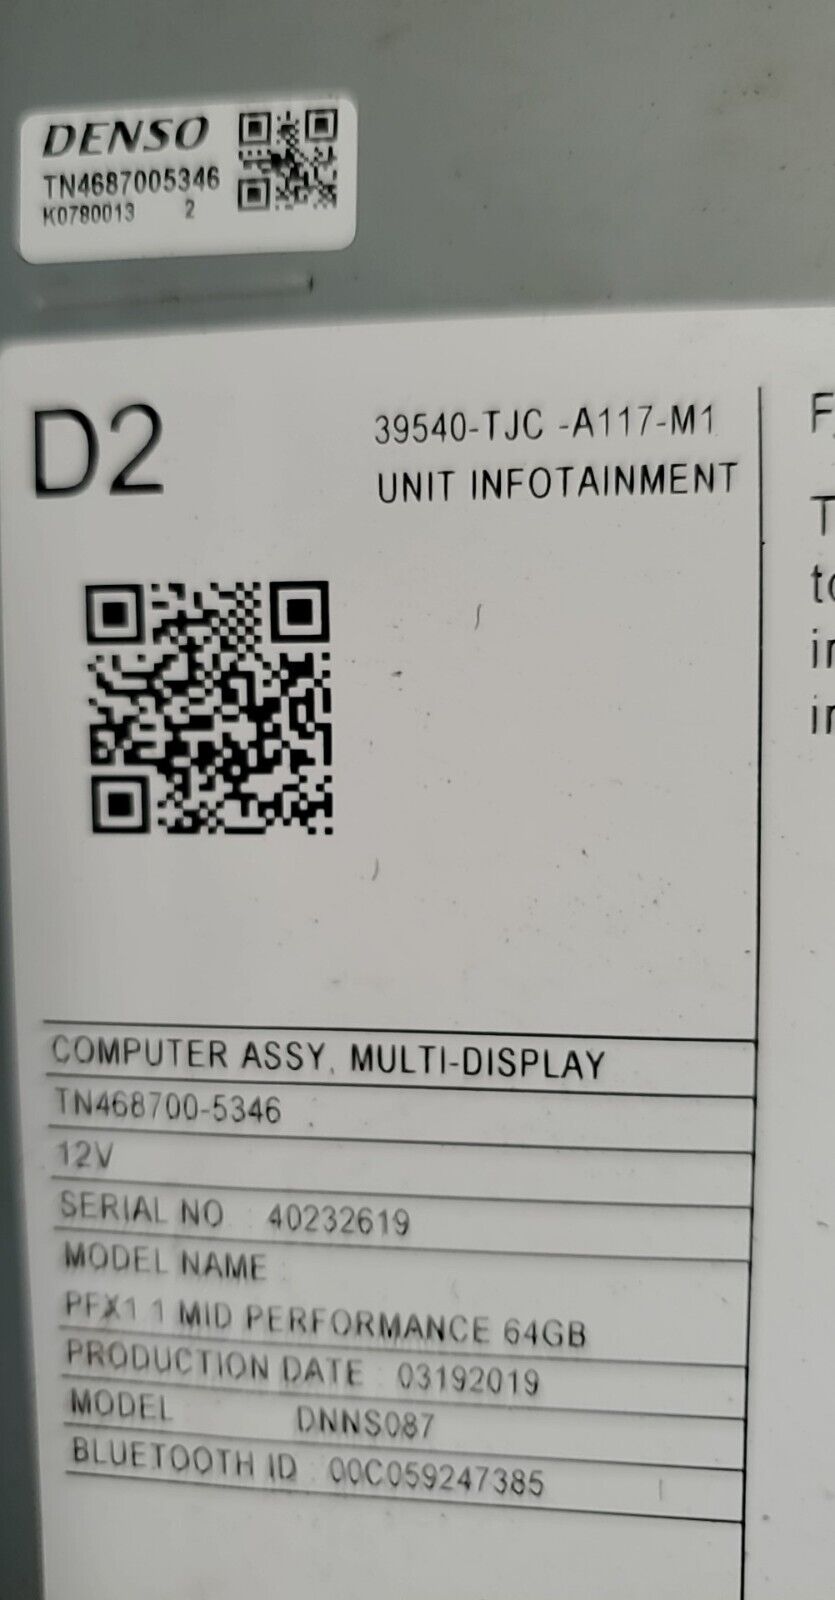 DENSO
TN4687005346
K0780013 2
D2
39540-TJC -A117-M1
UNIT INFOTAINMENT
COMPUTER ASSY, MULTI-DISPLAY
TN468700-5346
12V
SERIAL NO : 40232619
MODEL NAME :
PFX1.1 MID PERFORMANCE 64GB
PRODUCTION DATE : 03192019
MODEL DNNS087
BLUETOOTH ID : 00C059247385